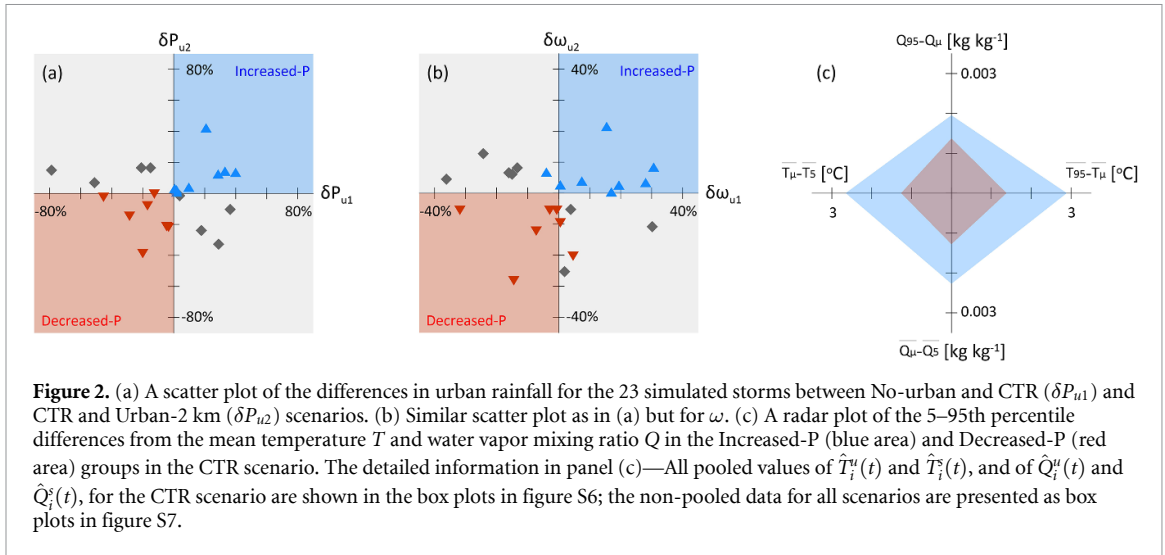 δPu2
(a)
80%
Increased-P
-80%
80%
δPu1
Decreased-P
-80%
δωu2
(b)
40%
Increased-P
-40%
40%
δωu1
Decreased-P
-40%
(c)
Q95-Qμ [kg kg-1]
0.003
Tμ-T5 [oC]
3
T95-Tμ [oC]
3
0.003
Qμ-Q5 [kg kg-1]
Figure 2. (a) A scatter plot of the differences in urban rainfall for the 23 simulated storms between No-urban and CTR (δPu1) and
CTR and Urban-2 km (δPu2) scenarios. (b) Similar scatter plot as in (a) but for ω. (c) A radar plot of the 5–95th percentile
differences from the mean temperature T and water vapor mixing ratio Q in the Increased-P (blue area) and Decreased-P (red
area) groups in the CTR scenario. The detailed information in panel (c)—All pooled values of T̂ᵘᵢ(t) and T̂ˢᵢ(t), and of Q̂ᵘᵢ(t) and
Q̂ˢᵢ(t), for the CTR scenario are shown in the box plots in figure S6; the non-pooled data for all scenarios are presented as box
plots in figure S7.